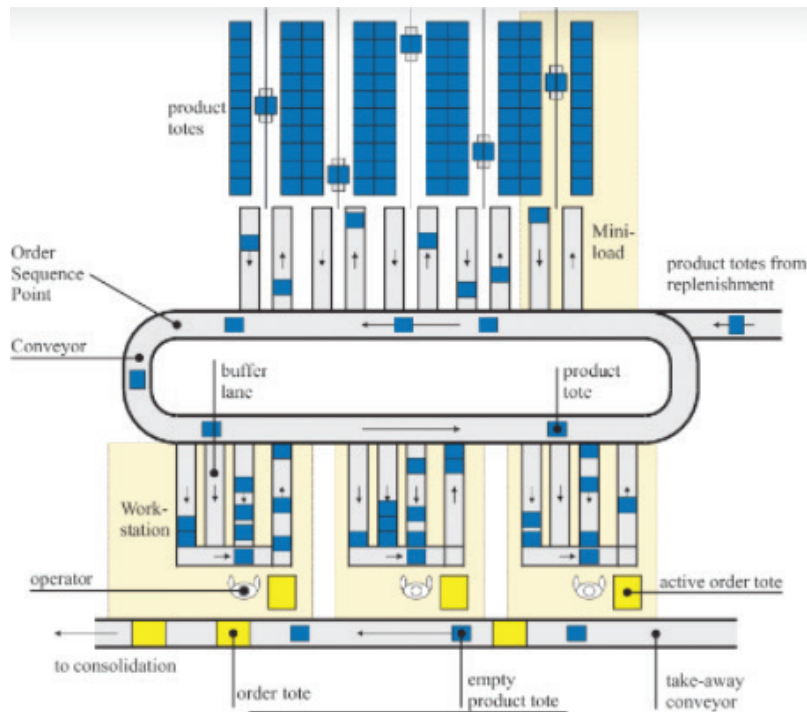 product
totes
Mini-
load
Order
Sequence
Point
product totes from
replenishment
Conveyor
buffer
lane
product
tote
Work-
station
operator
active order tote
to consolidation
order tote
empty
product tote
take-away
conveyor